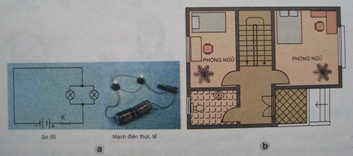 K
Sơ đồ
Mạch điện thực tế
a
PHÒNG NGỦ
PHÒNG NGỦ
b